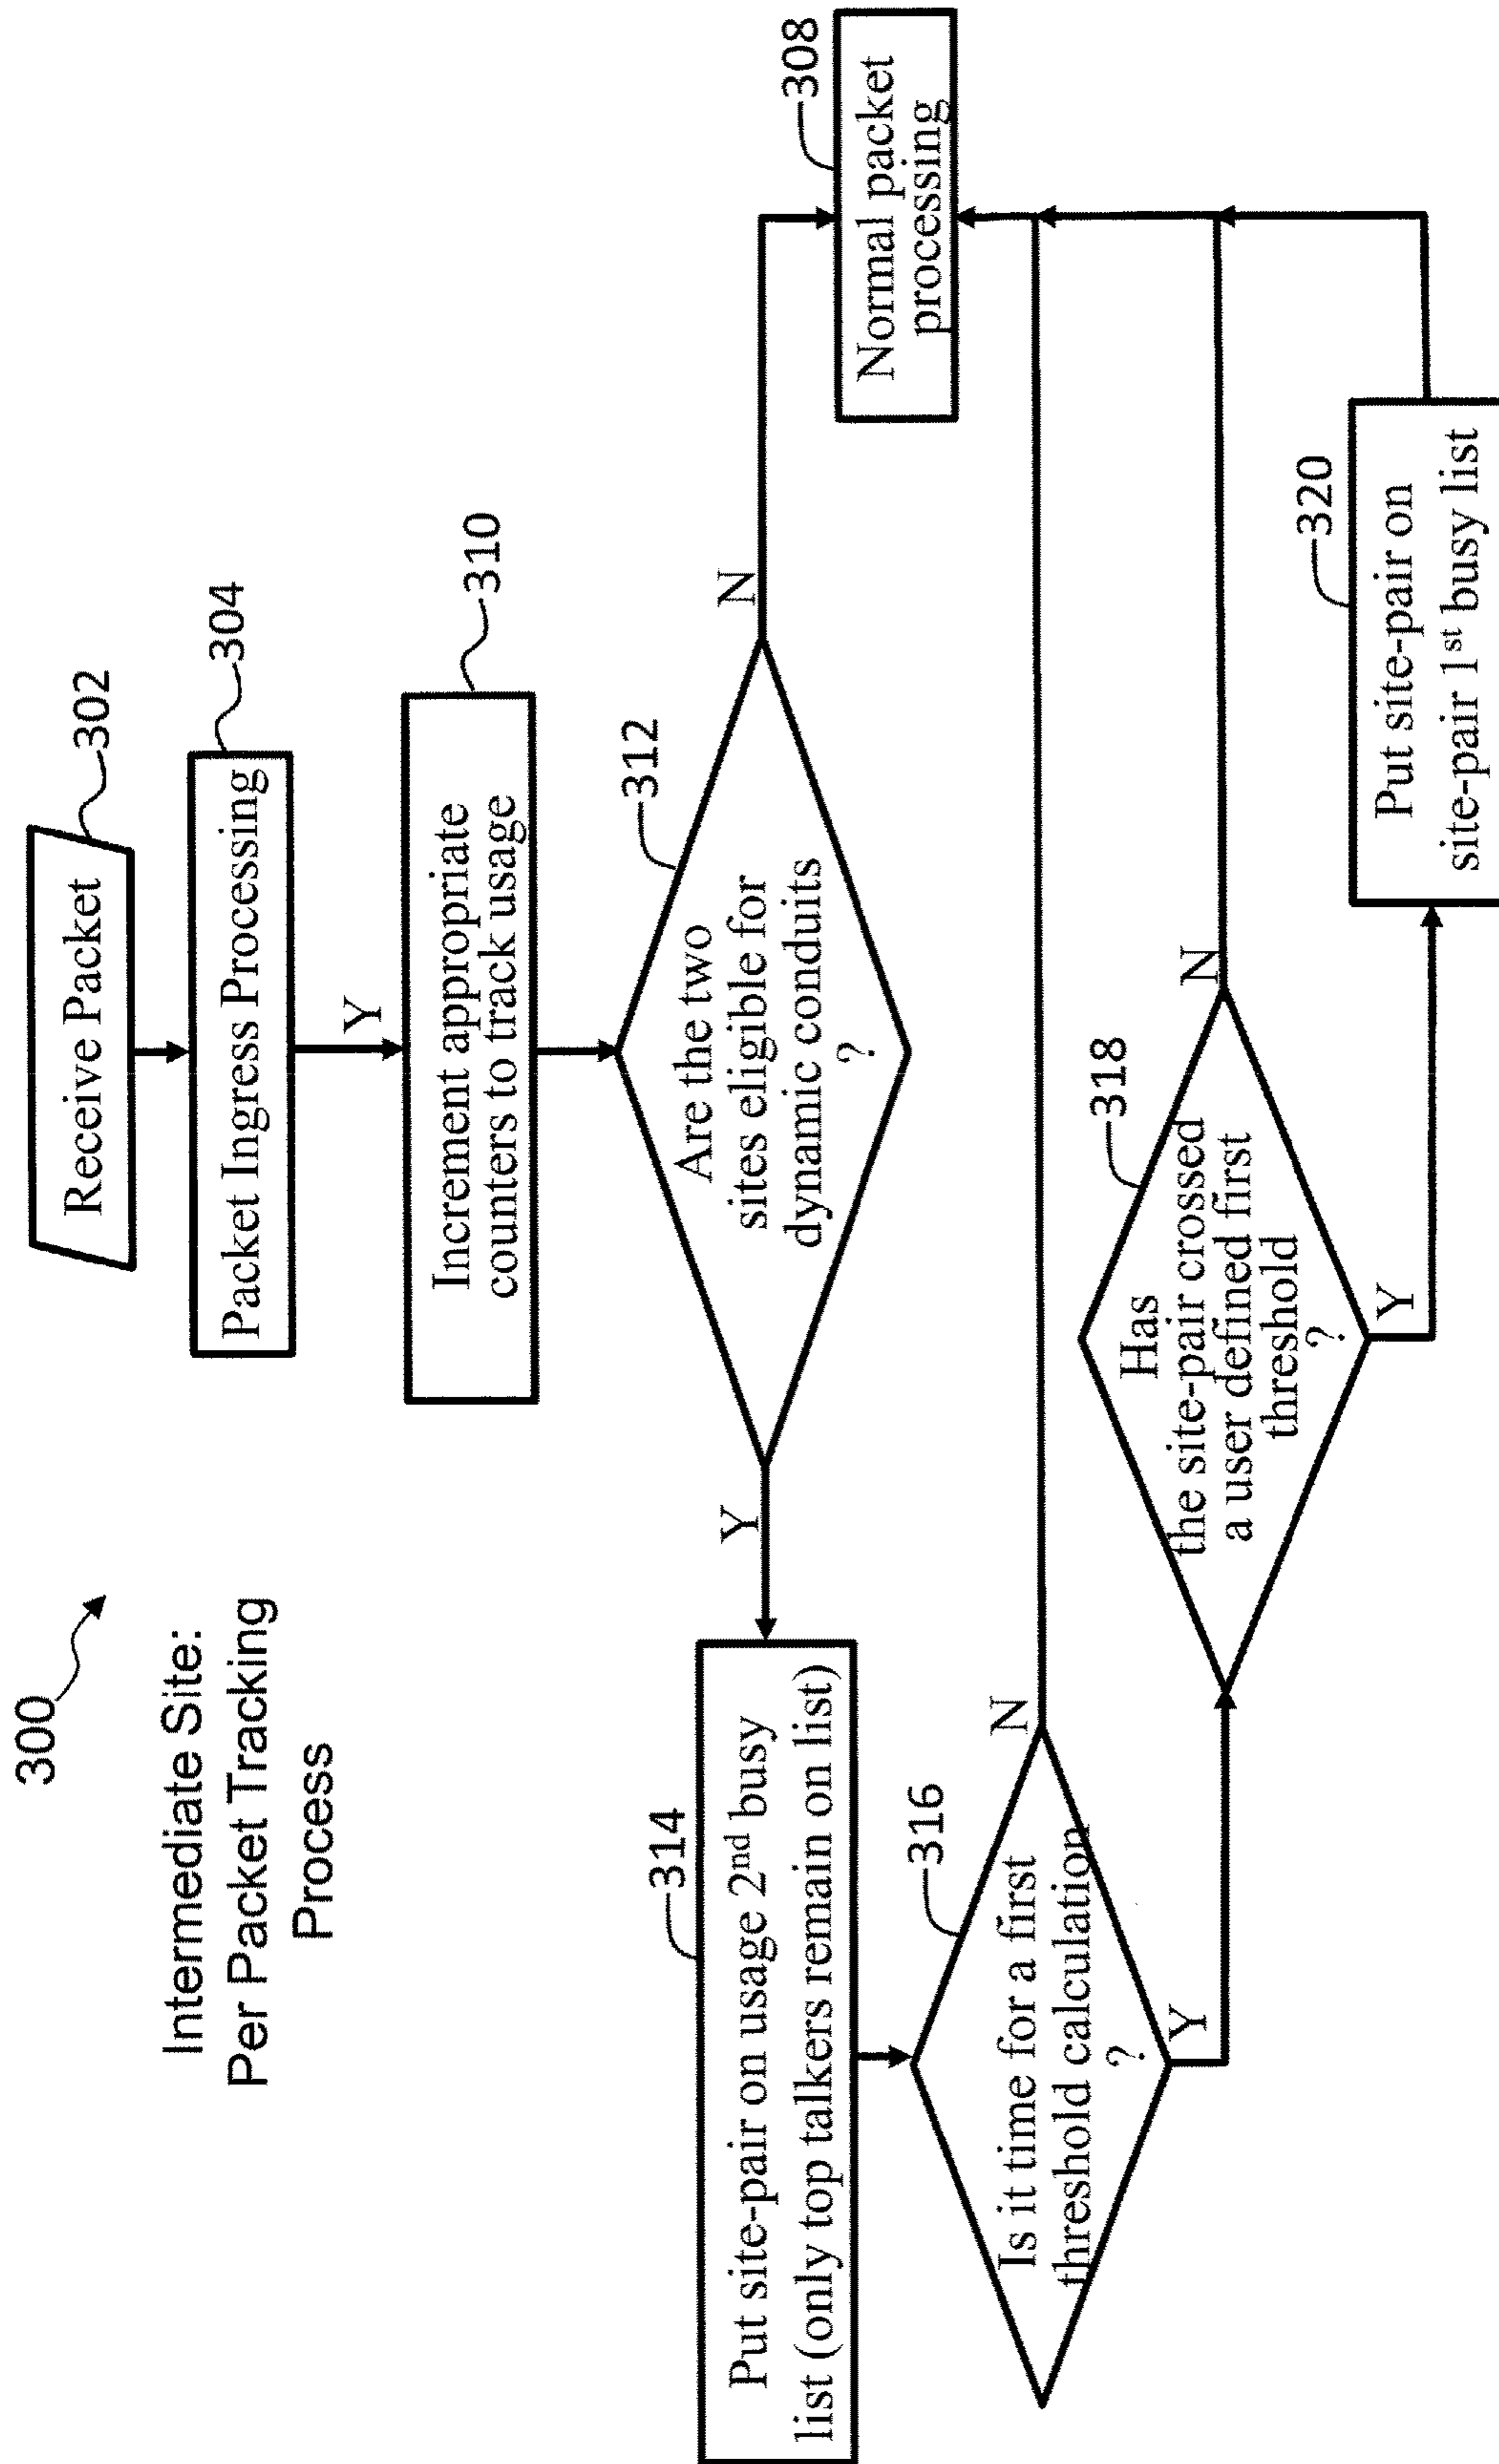 300
Intermediate Site:
Per Packet Tracking
Process
Receive Packet
302
Packet Ingress Processing
304
Y
Increment appropriate
counters to track usage
310
Are the two
sites eligible for
dynamic conduits
?
312
N
Y
Normal packet
processing
308
Put site-pair on usage 2nd busy
list (only top talkers remain on list)
314
Is it time for a first
threshold calculation
?
316
N
Y
Has
the site-pair crossed
a user defined first
threshold
?
318
N
Y
Put site-pair on
site-pair 1st busy list
320